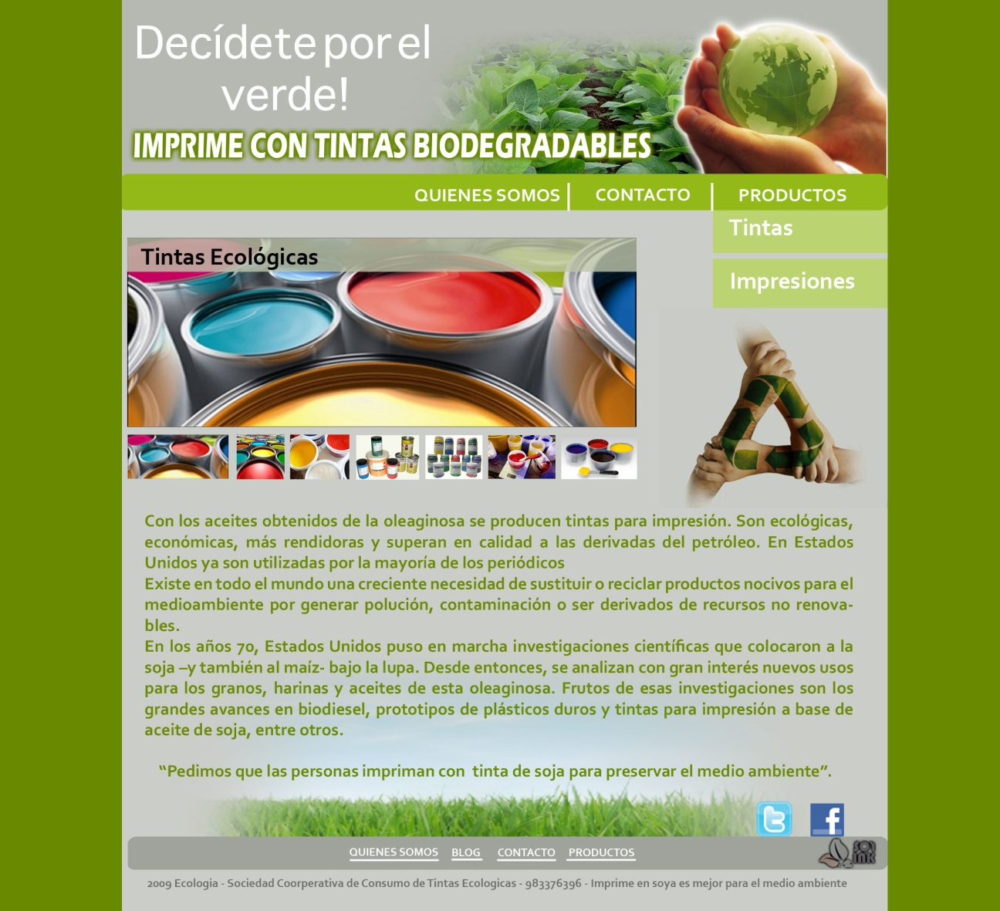 Decídete por el
verde!
IMPRIME CON TINTAS BIODEGRADABLES
QUIENES SOMOS
CONTACTO
PRODUCTOS
Tintas
Impresiones
Tintas Ecológicas
Con los aceites obtenidos de la oleaginosa se producen tintas para impresión. Son ecológicas,
económicas, más rendidoras y superan en calidad a las derivadas del petróleo. En Estados
Unidos ya son utilizadas por la mayoría de los periódicos
Existe en todo el mundo una creciente necesidad de sustituir o reciclar productos nocivos para el
medioambiente por generar polución, contaminación o ser derivados de recursos no renova-
bles.
En los años 70, Estados Unidos puso en marcha investigaciones científicas que colocaron a la
soja –y también al maíz- bajo la lupa. Desde entonces, se analizan con gran interés nuevos usos
para los granos, harinas y aceites de esta oleaginosa. Frutos de esas investigaciones son los
grandes avances en biodiesel, prototipos de plásticos duros y tintas para impresión a base de
aceite de soja, entre otros.
“Pedimos que las personas impriman con tinta de soja para preservar el medio ambiente”.
QUIENES SOMOS
BLOG
CONTACTO
PRODUCTOS
SOY
INK
2009 Ecologia - Sociedad Coorperativa de Consumo de Tintas Ecologicas - 983376396 - Imprime en soya es mejor para el medio ambiente